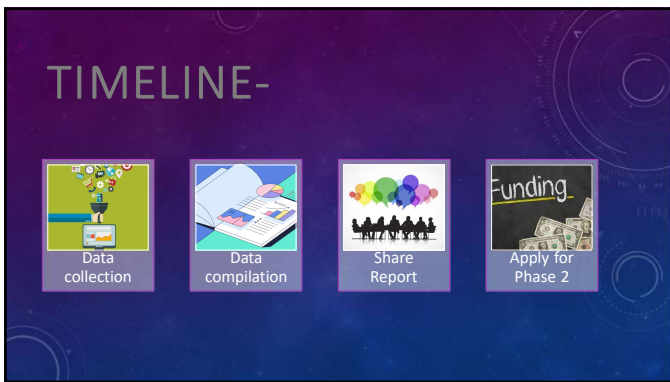 TIMELINE-
Data
collection
Data
compilation
Share
Report
Funding
Apply for
Phase 2